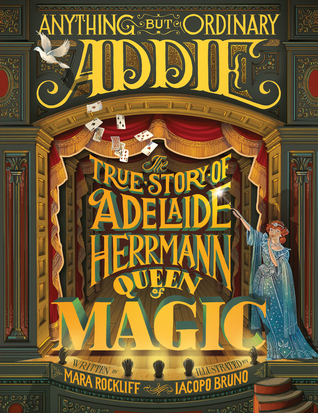 ANYTHING BUT ORDINARY
ADDIE
The
TRUE·STORY·OF
ADELAIDE
HERRMANN
QUEEN of
MAGIC
WRITTEN by ILLUSTRATED by
MARA ROCKLIFF IACOPO BRUNO